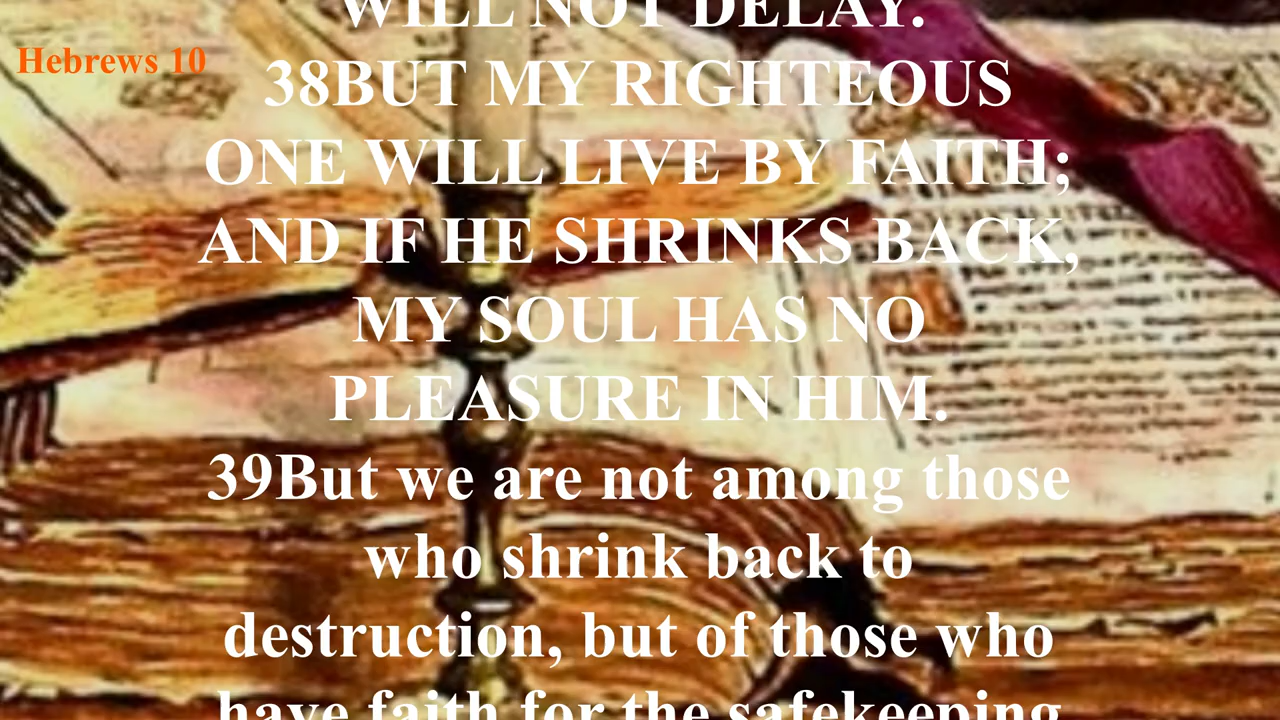 WILL NOT DELAY.
Hebrews 10
38BUT MY RIGHTEOUS
ONE WILL LIVE BY FAITH;
AND IF HE SHRINKS BACK,
MY SOUL HAS NO
PLEASURE IN HIM.
39But we are not among those
who shrink back to
destruction, but of those who
have faith for the safekeeping